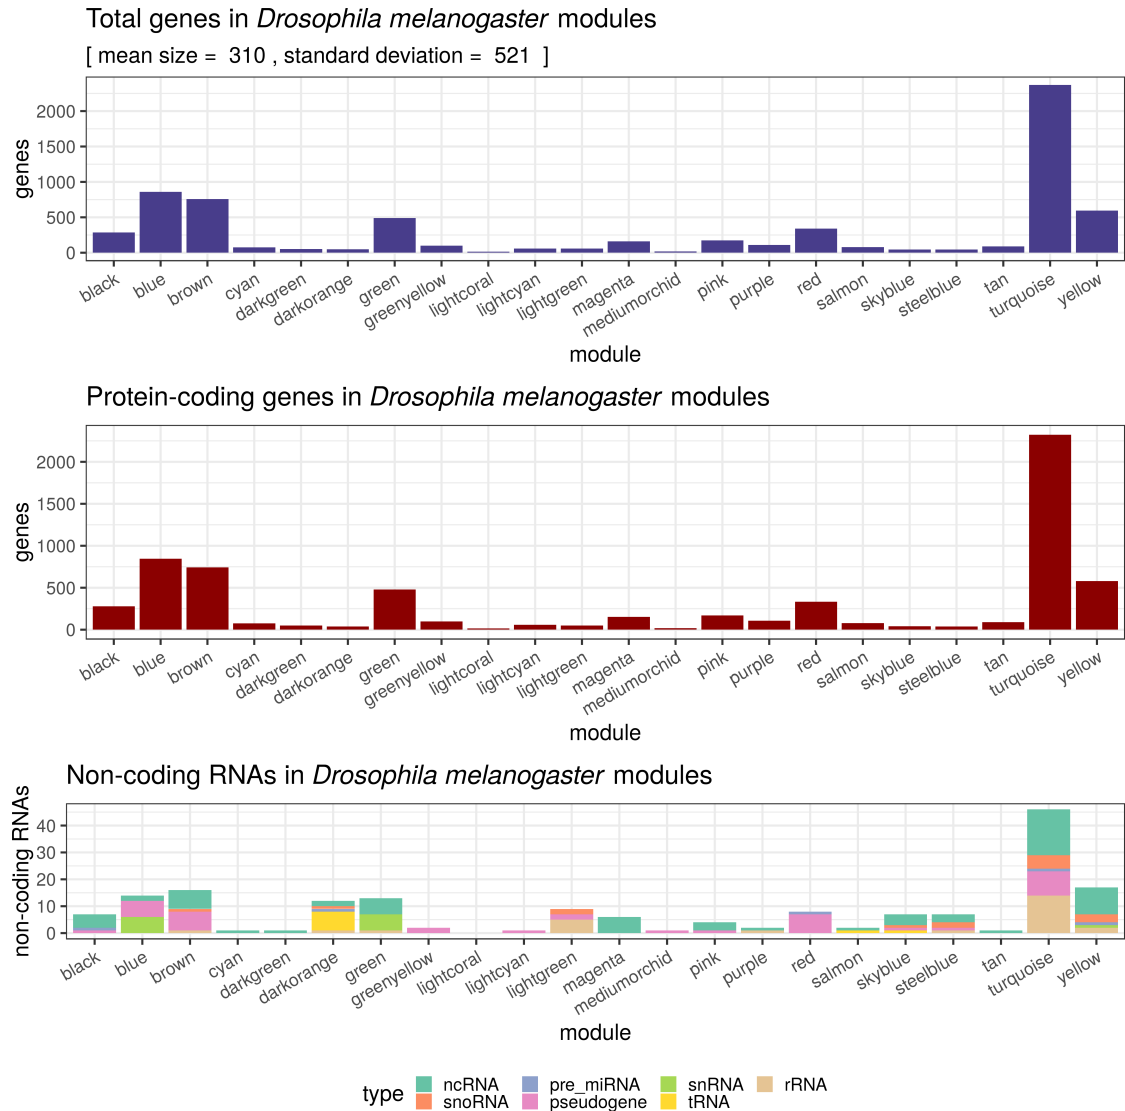 Total genes in Drosophila melanogaster modules
[ mean size =  310 , standard deviation =  521  ]
genes
2000
1500
1000
500
0
black blue brown cyan darkgreen darkorange green greenyellow lightcoral lightcyan lightgreen magenta mediumorchid pink purple red salmon skyblue steelblue tan turquoise yellow
module
Protein-coding genes in Drosophila melanogaster modules
genes
2000
1500
1000
500
0
black blue brown cyan darkgreen darkorange green greenyellow lightcoral lightcyan lightgreen magenta mediumorchid pink purple red salmon skyblue steelblue tan turquoise yellow
module
Non-coding RNAs in Drosophila melanogaster modules
non-coding RNAs
40
30
20
10
0
black blue brown cyan darkgreen darkorange green greenyellow lightcoral lightcyan lightgreen magenta mediumorchid pink purple red salmon skyblue steelblue tan turquoise yellow
module
type
ncRNA pre_miRNA snRNA rRNA
snoRNA pseudogene tRNA